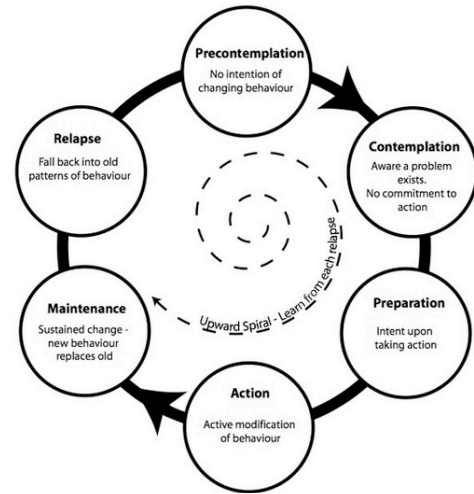 Precontemplation
No intention of
changing behaviour
Contemplation
Aware a problem
exists.
No commitment to
action
Preparation
Intent upon
taking action
Action
Active modification
of behaviour
Maintenance
Sustained change -
new behaviour
replaces old
Relapse
Fall back into old
patterns of behaviour
Upward Spiral - Learn from each relapse